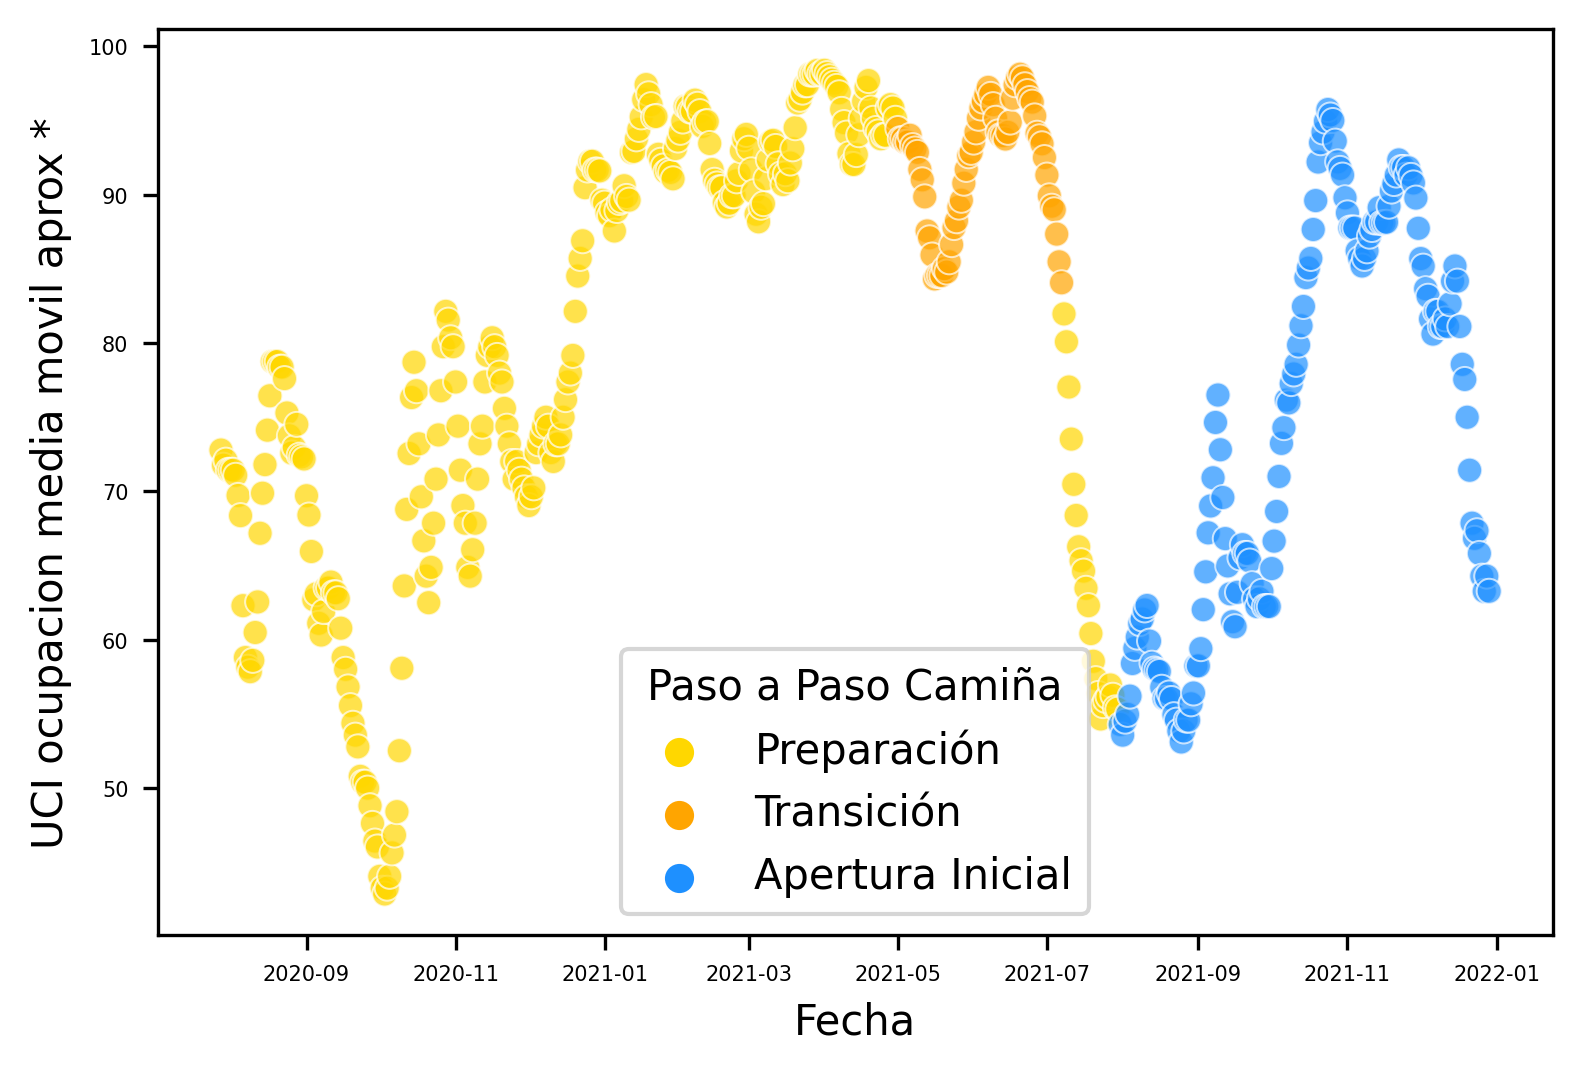 UCI ocupacion media movil aprox *
100
90
80
70
60
50
Paso a Paso Camiña
Preparación
Transición
Apertura Inicial
2020-09
2020-11
2021-01
2021-03
2021-05
2021-07
2021-09
2021-11
2022-01
Fecha